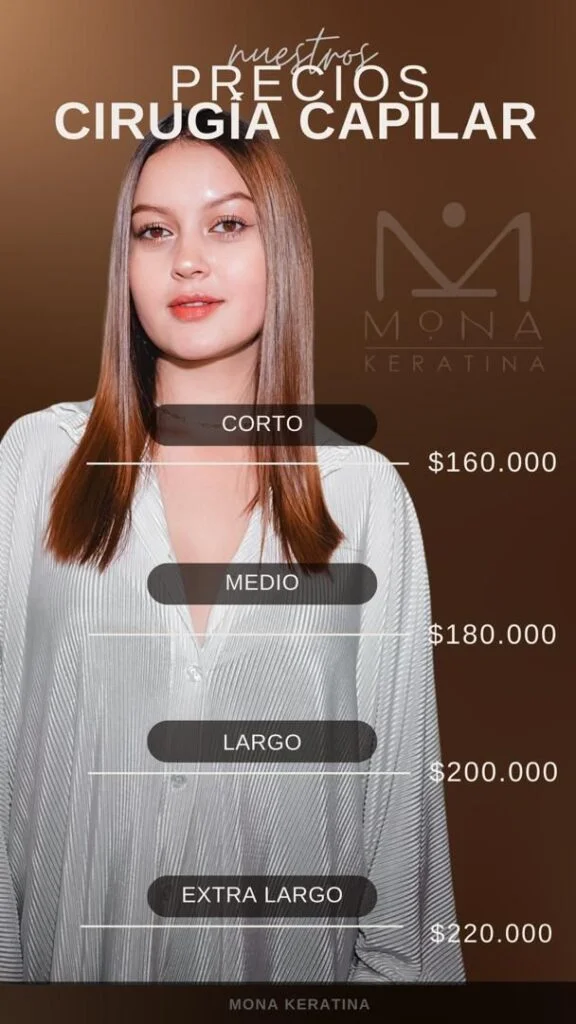 nuestros
PRECIOS
CIRUGÍA CAPILAR
MONA
KERATINA
CORTO
$160.000
MEDIO
$180.000
LARGO
$200.000
EXTRA LARGO
$220.000
MONA KERATINA